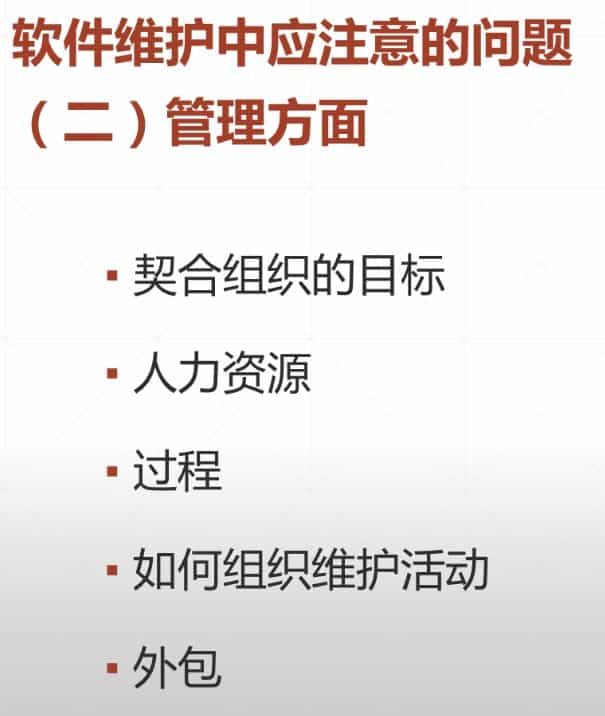 软件维护中应注意的问题
（二）管理方面
▪ 契合组织的目标
▪ 人力资源
▪ 过程
▪ 如何组织维护活动
▪ 外包